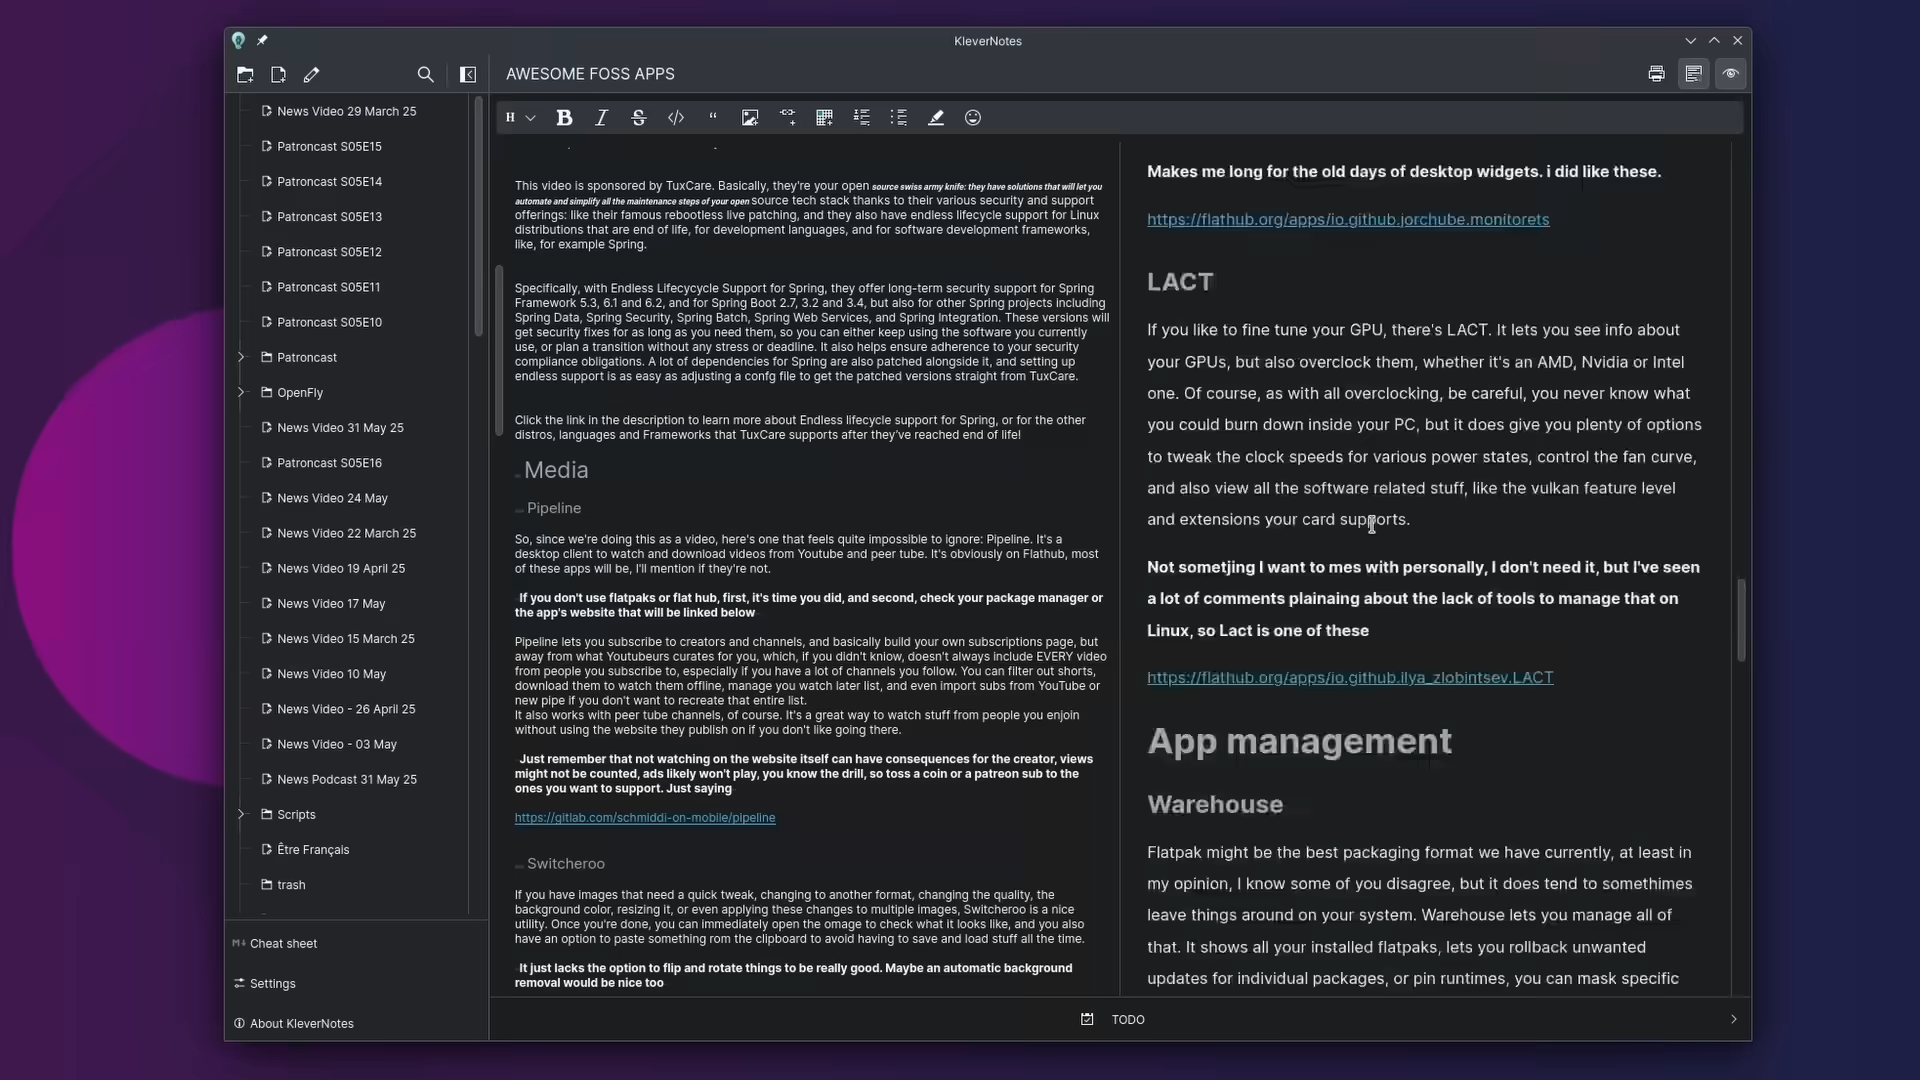 KleverNotes
AWESOME FOSS APPS
News Video 29 March 25
Patroncast S05E15
Patroncast S05E14
Patroncast S05E13
Patroncast S05E12
Patroncast S05E11
Patroncast S05E10
Patroncast
OpenFly
News Video 31 May 25
Patroncast S05E16
News Video 24 May
News Video 22 March 25
News Video 19 April 25
News Video 17 May
News Video 15 March 25
News Video 10 May
News Video - 26 April 25
News Video - 03 May
News Podcast 31 May 25
Scripts
Être Français
trash
Cheat sheet
Settings
About KleverNotes
H
This video is sponsored by TuxCare. Basically, they're your open source swiss army knife: they have solutions that will let you
automate and simplify all the maintenance steps of your open source tech stack thanks to their various security and support
offerings: like their famous rebootless live patching, and they also have endless lifecycle support for Linux
distributions that are end of life, for development languages, and for software development frameworks,
like, for example Spring.
Specifically, with Endless Lifecycycle Support for Spring, they offer long-term security support for Spring
Framework 5.3, 6.1 and 6.2, and for Spring Boot 2.7, 3.2 and 3.4, but also for other Spring projects including
Spring Data, Spring Security, Spring Batch, Spring Web Services, and Spring Integration. These versions will
get security fixes for as long as you need them, so you can either keep using the software you currently
use, or plan a transition without any stress or deadline. It also helps ensure adherence to your security
compliance obligations. A lot of dependencies for Spring are also patched alongside it, and setting up
endless support is as easy as adjusting a confg file to get the patched versions straight from TuxCare.
Click the link in the description to learn more about Endless lifecycle support for Spring, or for the other
distros, languages and Frameworks that TuxCare supports after they've reached end of life!
Media
Pipeline
So, since we're doing this as a video, here's one that feels quite impossible to ignore: Pipeline. It's a
desktop client to watch and download videos from Youtube and peer tube. It's obviously on Flathub, most
of these apps will be, I'll mention if they're not.
If you don't use flatpaks or flat hub, first, it's time you did, and second, check your package manager or
the app's website that will be linked below
Pipeline lets you subscribe to creators and channels, and basically build your own subscriptions page, but
away from what Youtubeurs curates for you, which, if you didn't kniow, doesn't always include EVERY video
from people you subscribe to, especially if you have a lot of channels you follow. You can filter out shorts,
download them to watch them offline, manage you watch later list, and even import subs from YouTube or
new pipe if you don't want to recreate that entire list.
It also works with peer tube channels, of course. It's a great way to watch stuff from people you enjoin
without using the website they publish on if you don't like going there.
Just remember that not watching on the website itself can have consequences for the creator, views
might not be counted, ads likely won't play, you know the drill, so toss a coin or a patreon sub to the
ones you want to support. Just saying
https://gitlab.com/schmiddi-on-mobile/pipeline
Switcheroo
If you have images that need a quick tweak, changing to another format, changing the quality, the
background color, resizing it, or even applying these changes to multiple images, Switcheroo is a nice
utility. Once you're done, you can immediately open the omage to check what it looks like, and you also
have an option to paste something rom the clipboard to avoid having to save and load stuff all the time.
It just lacks the option to flip and rotate things to be really good. Maybe an automatic background
removal would be nice too
Makes me long for the old days of desktop widgets. i did like these.
https://flathub.org/apps/io.github.jorchube.monitorets
LACT
If you like to fine tune your GPU, there's LACT. It lets you see info about
your GPUs, but also overclock them, whether it's an AMD, Nvidia or Intel
one. Of course, as with all overclocking, be careful, you never know what
you could burn down inside your PC, but it does give you plenty of options
to tweak the clock speeds for various power states, control the fan curve,
and also view all the software related stuff, like the vulkan feature level
and extensions your card supports.
Not sometjing I want to mes with personally, I don't need it, but I've seen
a lot of comments plainaing about the lack of tools to manage that on
Linux, so Lact is one of these
https://flathub.org/apps/io.github.ilya_zlobintsev.LACT
App management
Warehouse
Flatpak might be the best packaging format we have currently, at least in
my opinion, I know some of you disagree, but it does tend to somethimes
leave things around on your system. Warehouse lets you manage all of
that. It shows all your installed flatpaks, lets you rollback unwanted
updates for individual packages, or pin runtimes, you can mask specific
TODO